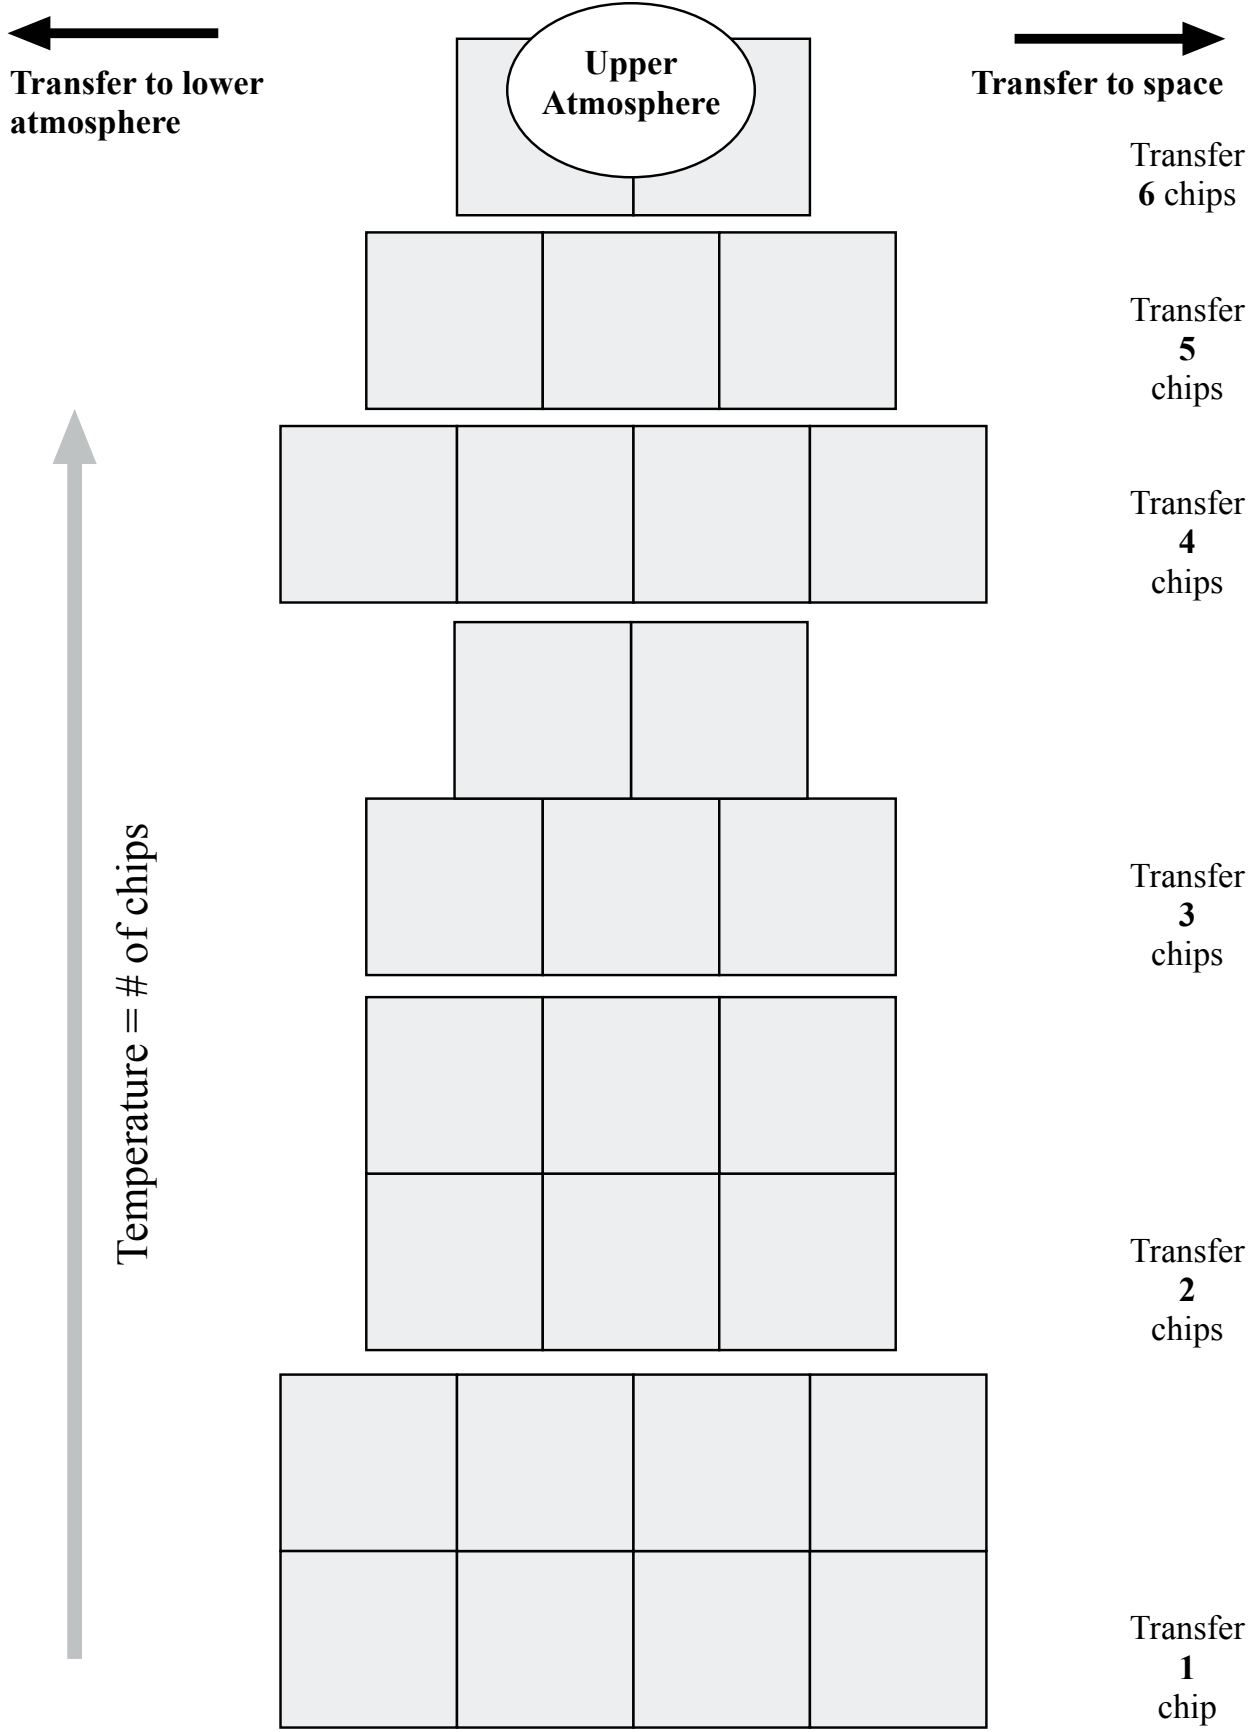 Transfer to lower
atmosphere
Upper
Atmosphere
Transfer to space
Transfer
6 chips
Transfer
5
chips
Transfer
4
chips
Transfer
3
chips
Transfer
2
chips
Transfer
1
chip
Temperature = # of chips